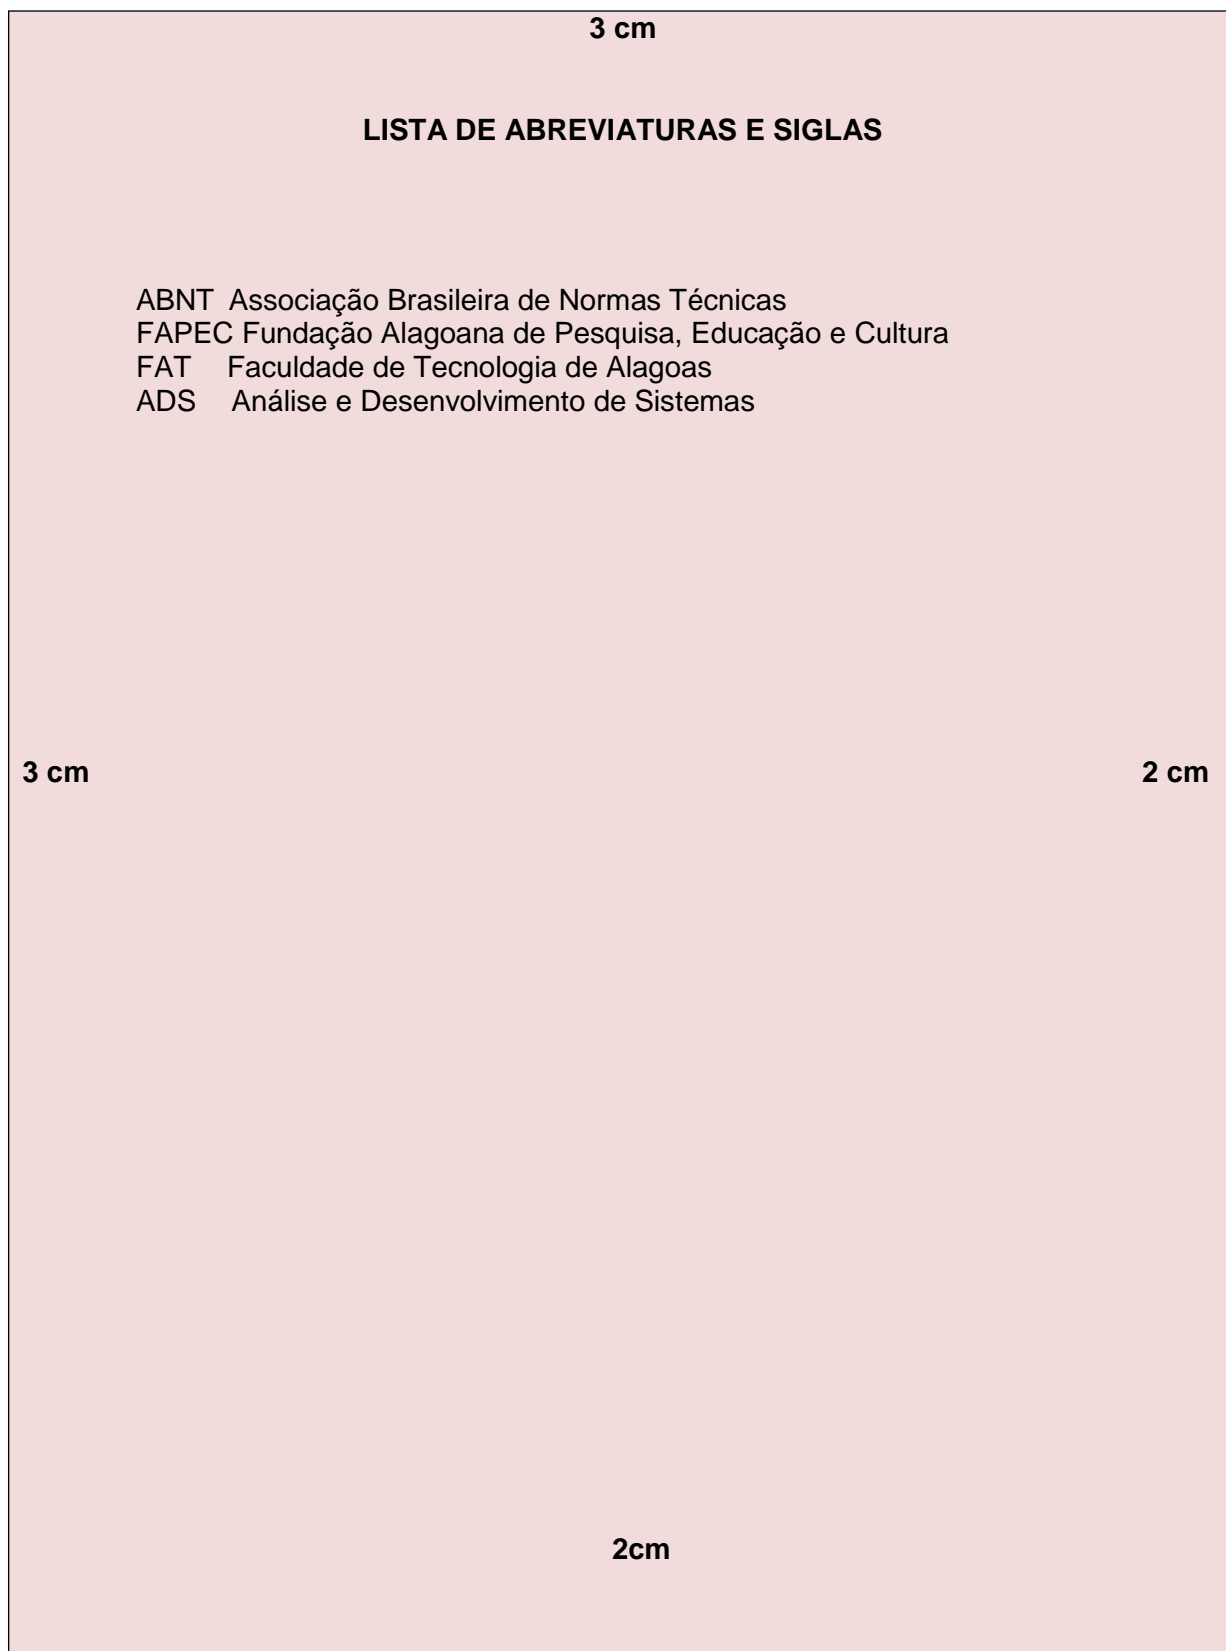 3 cm
LISTA DE ABREVIATURAS E SIGLAS
ABNT  Associação Brasileira de Normas Técnicas
FAPEC Fundação Alagoana de Pesquisa, Educação e Cultura
FAT    Faculdade de Tecnologia de Alagoas
ADS    Análise e Desenvolvimento de Sistemas
3 cm
2 cm
2cm